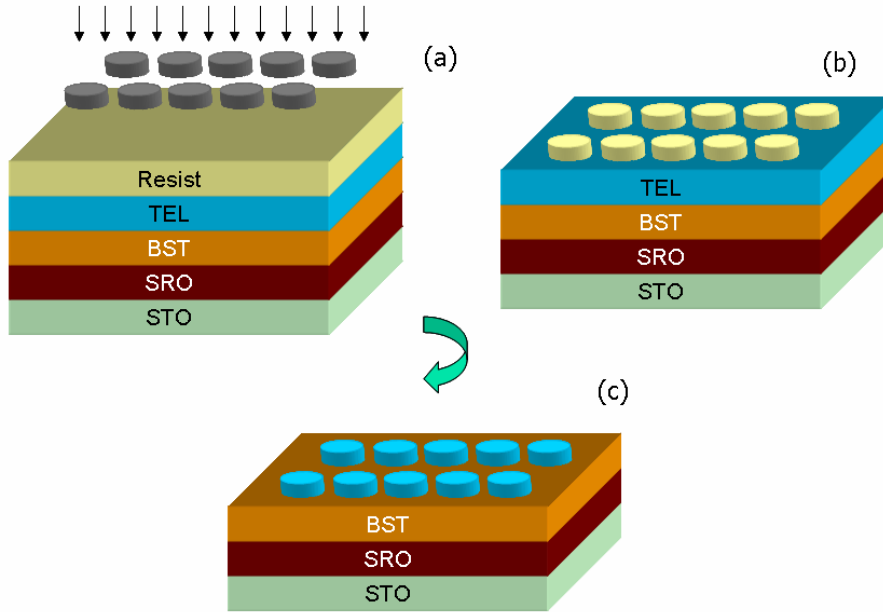 (a)
Resist
TEL
BST
SRO
STO
(b)
TEL
BST
SRO
STO
(c)
BST
SRO
STO